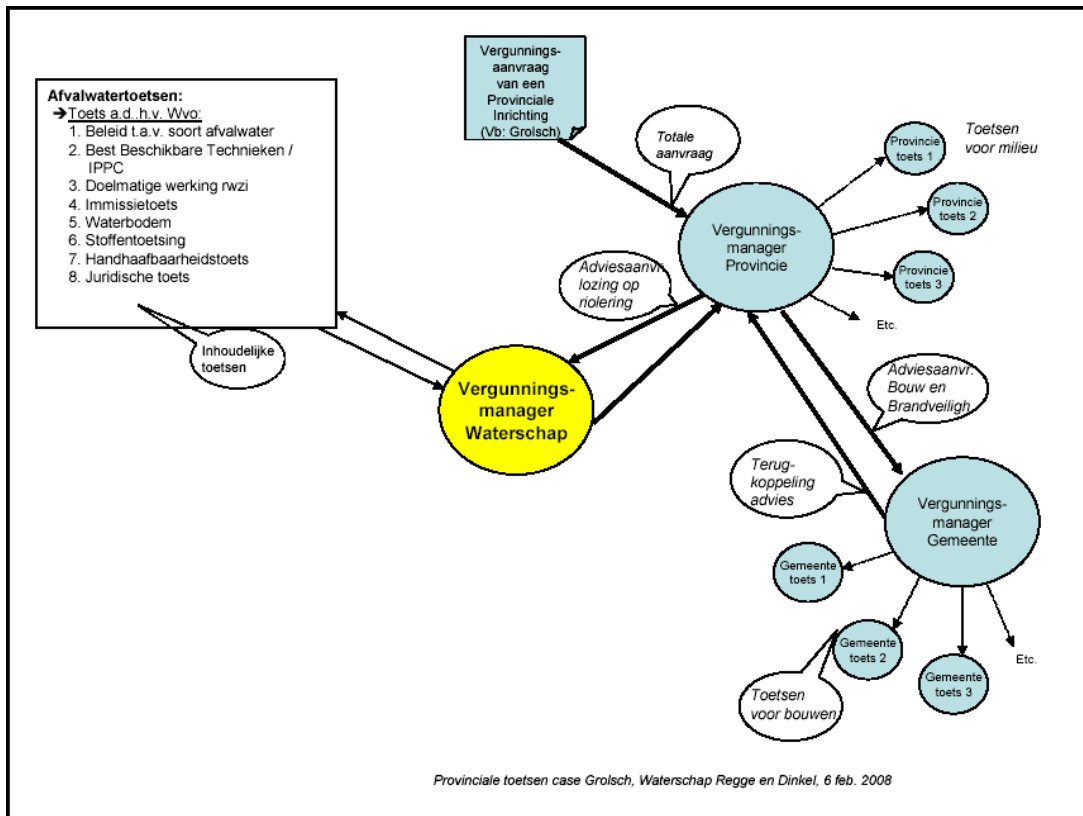 Vergunnings-
aanvraag
van een
Provinciale
Inrichting
(Vb: Grolsch)
Afvalwatertoetsen:
➔Toets a.d..h.v. Wvo:
1. Beleid t.a.v. soort afvalwater
2. Best Beschikbare Technieken /
IPPC
3. Doelmatige werking rwzi
4. Immissietoets
5. Waterbodem
6. Stoffentoetsing
7. Handhaafbaarheidstoets
8. Juridische toets
Totale
aanvraag
Toetsen
voor milieu
Provincie
toets 1
Provincie
toets 2
Provincie
toets 3
Etc.
Vergunnings-
manager
Provincie
Adviesaanvr.
lozing op
riolering
Inhoudelijke
toetsen
Vergunnings-
manager
Waterschap
Adviesaanvr.
Bouw en
Brandveiligh.
Terug-
koppeling
advies
Vergunnings-
manager
Gemeente
Gemeente
toets 1
Gemeente
toets 2
Gemeente
toets 3
Etc.
Toetsen
voor bouwen
Provinciale toetsen case Grolsch, Waterschap Regge en Dinkel, 6 feb. 2008